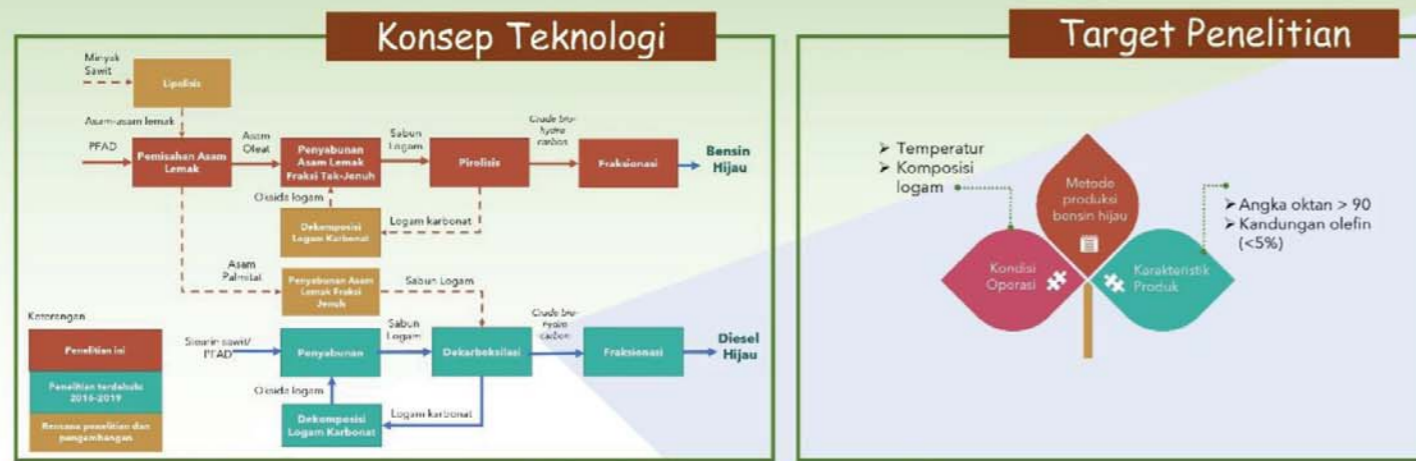 Konsep Teknologi
Minyak
Sawit
Lipolisis
Asam-asam lemak
PFAD
Pemisahan Asam
Lemak
Asam
Oleat
Penyabunan
Asam Lemak
Fraksi Tak-Jenuh
Sabun
Logam
Pirolisis
Crude bio-
hydro
carbon
Fraksionasi
Bensin
Hijau
Oksida logam
Logam karbonat
Dekomposisi
Logam Karbonat
Asam
Palmitat
Penyabunan Asam
Lemak Fraksi
Jenuh
Sabun Logam
Keterangan
Penelitian ini
Penelitian terdahulu
2016-2019
Rencana penelitian dan
pengembangan
Stearin sawit/
PFAD
Penyabunan
Sabun
Logam
Dekarboksilasi
Crude bio-
hydro
carbon
Fraksionasi
Diesel
Hijau
Oksida logam
Logam karbonat
Dekomposisi
Logam Karbonat
Target Penelitian
➢ Temperatur
➢ Komposisi
logam
Metode
produksi
bensin hijau
➢ Angka oktan > 90
➢ Kandungan olefin
(<5%)
Kondisi
Operasi
Karakteristik
Produk